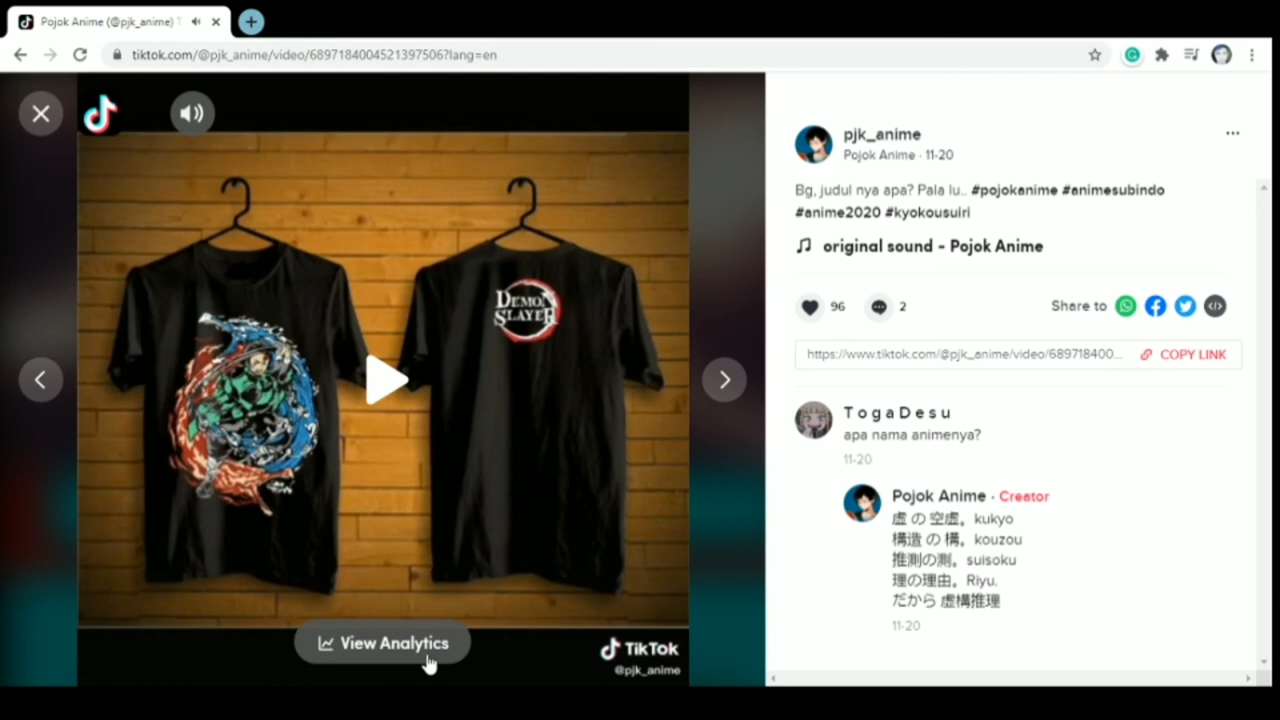 Pojok Anime (@pjk_anime) T
tiktok.com/@pjk_anime/video/6897184004521397506?lang=en
pjk_anime
Pojok Anime · 11-20
Bg, judul nya apa? Pala lu.. #pojokanime #animesubindo
#anime2020 #kyokousuiri
original sound - Pojok Anime
96
2
Share to
https://www.tiktok.com/@pjk_anime/video/689718400...
COPY LINK
T o g a D e s u
apa nama animenya?
11-20
Pojok Anime · Creator
虚 の 空虚。kukyo
構造 の 構。kouzou
推測の測。suisoku
理の理由。Riyu.
だから 虚構推理
11-20
DEMON
SLAYER
View Analytics
TikTok
@pjk_anime